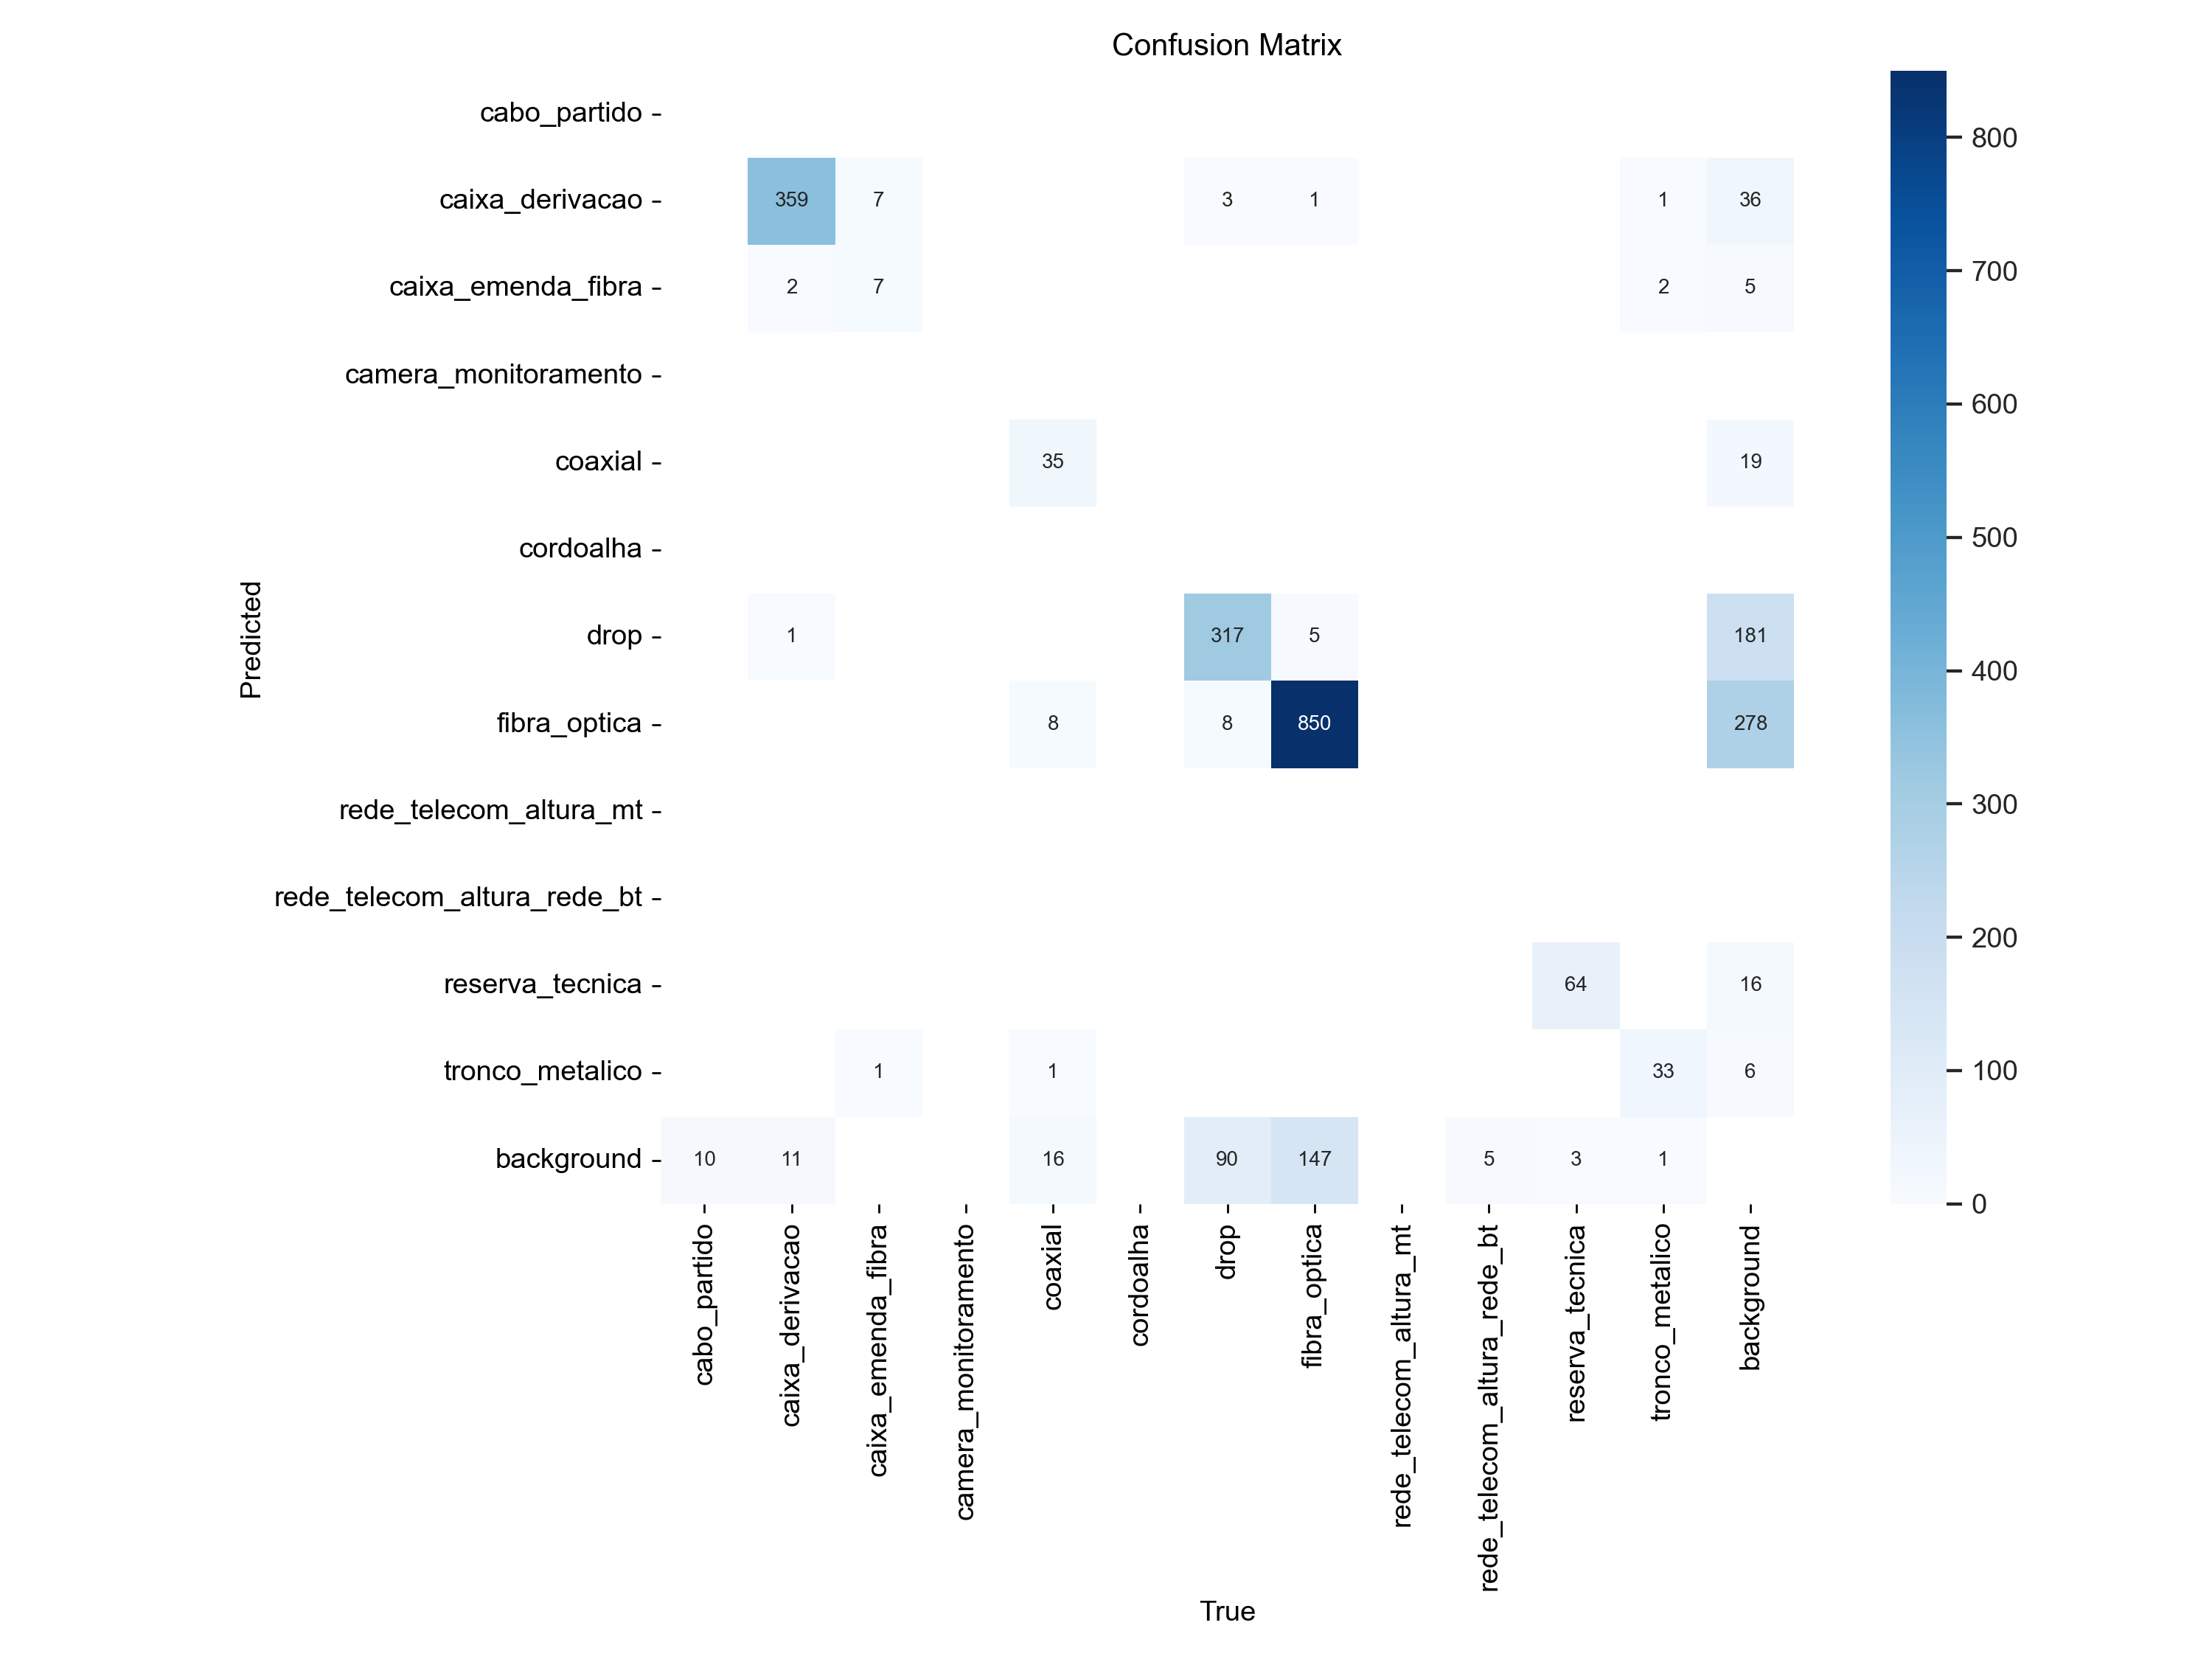 Confusion Matrix
cabo_partido
caixa_derivacao 359 7 3 1 1 36
caixa_emenda_fibra 2 7 2 5
camera_monitoramento
coaxial 35 19
cordoalha
drop 1 317 5 181
fibra_optica 8 8 850 278
rede_telecom_altura_mt
rede_telecom_altura_rede_bt
reserva_tecnica 64 16
tronco_metalico 1 1 33 6
background 10 11 16 90 147 5 3 1
Predicted
cabo_partido
caixa_derivacao
caixa_emenda_fibra
camera_monitoramento
coaxial
cordoalha
drop
fibra_optica
rede_telecom_altura_mt
rede_telecom_altura_rede_bt
reserva_tecnica
tronco_metalico
background
True
800
700
600
500
400
300
200
100
0